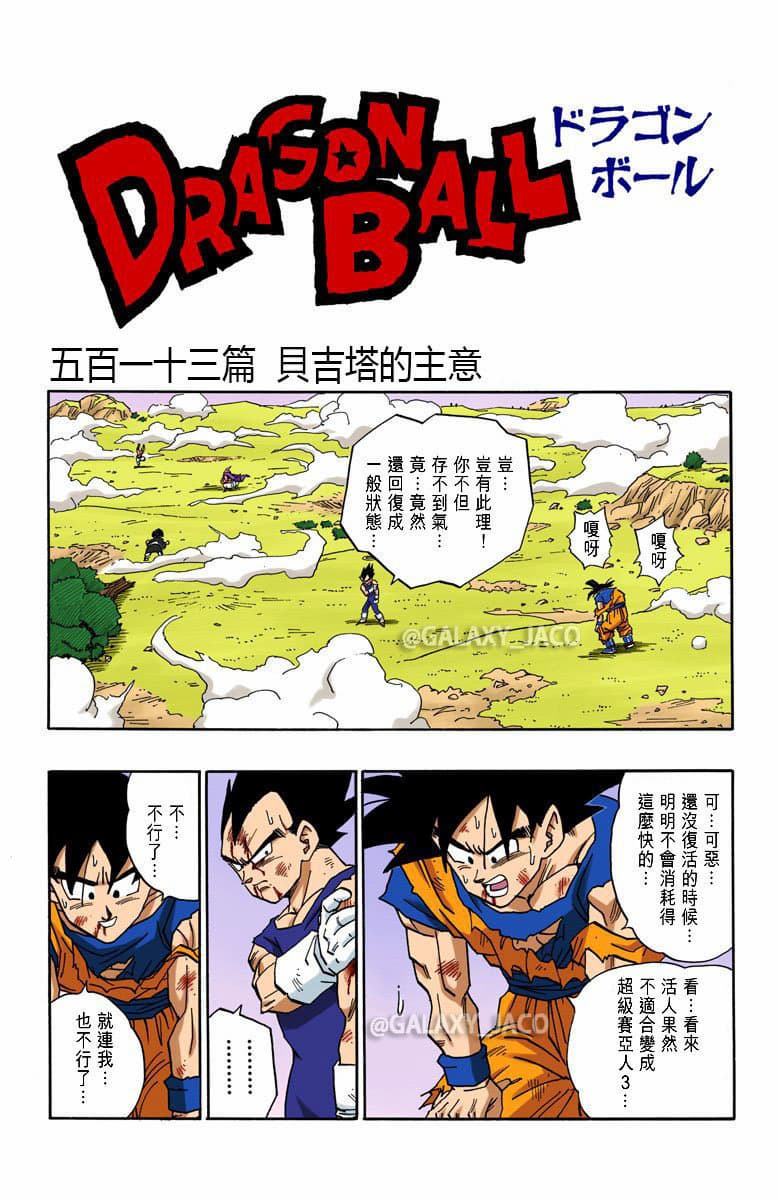 DRAGON
BALL
ドラゴン
ボール
五百一十三篇 貝吉塔的主意
嗄呀
嗄呀
豈…
豈有此理！
你不但
存不到氣…
竟…竟然
還回復成
一般狀態…
@GALAXY_JACO
可…可惡…
還沒復活的時候…
明明不會消耗得
這麼快的…
看…看來
活人果然
不適合變成
超級賽亞人3…
@GALAXY_JACO
………
不…
不行了…
就連我…
也不行了…